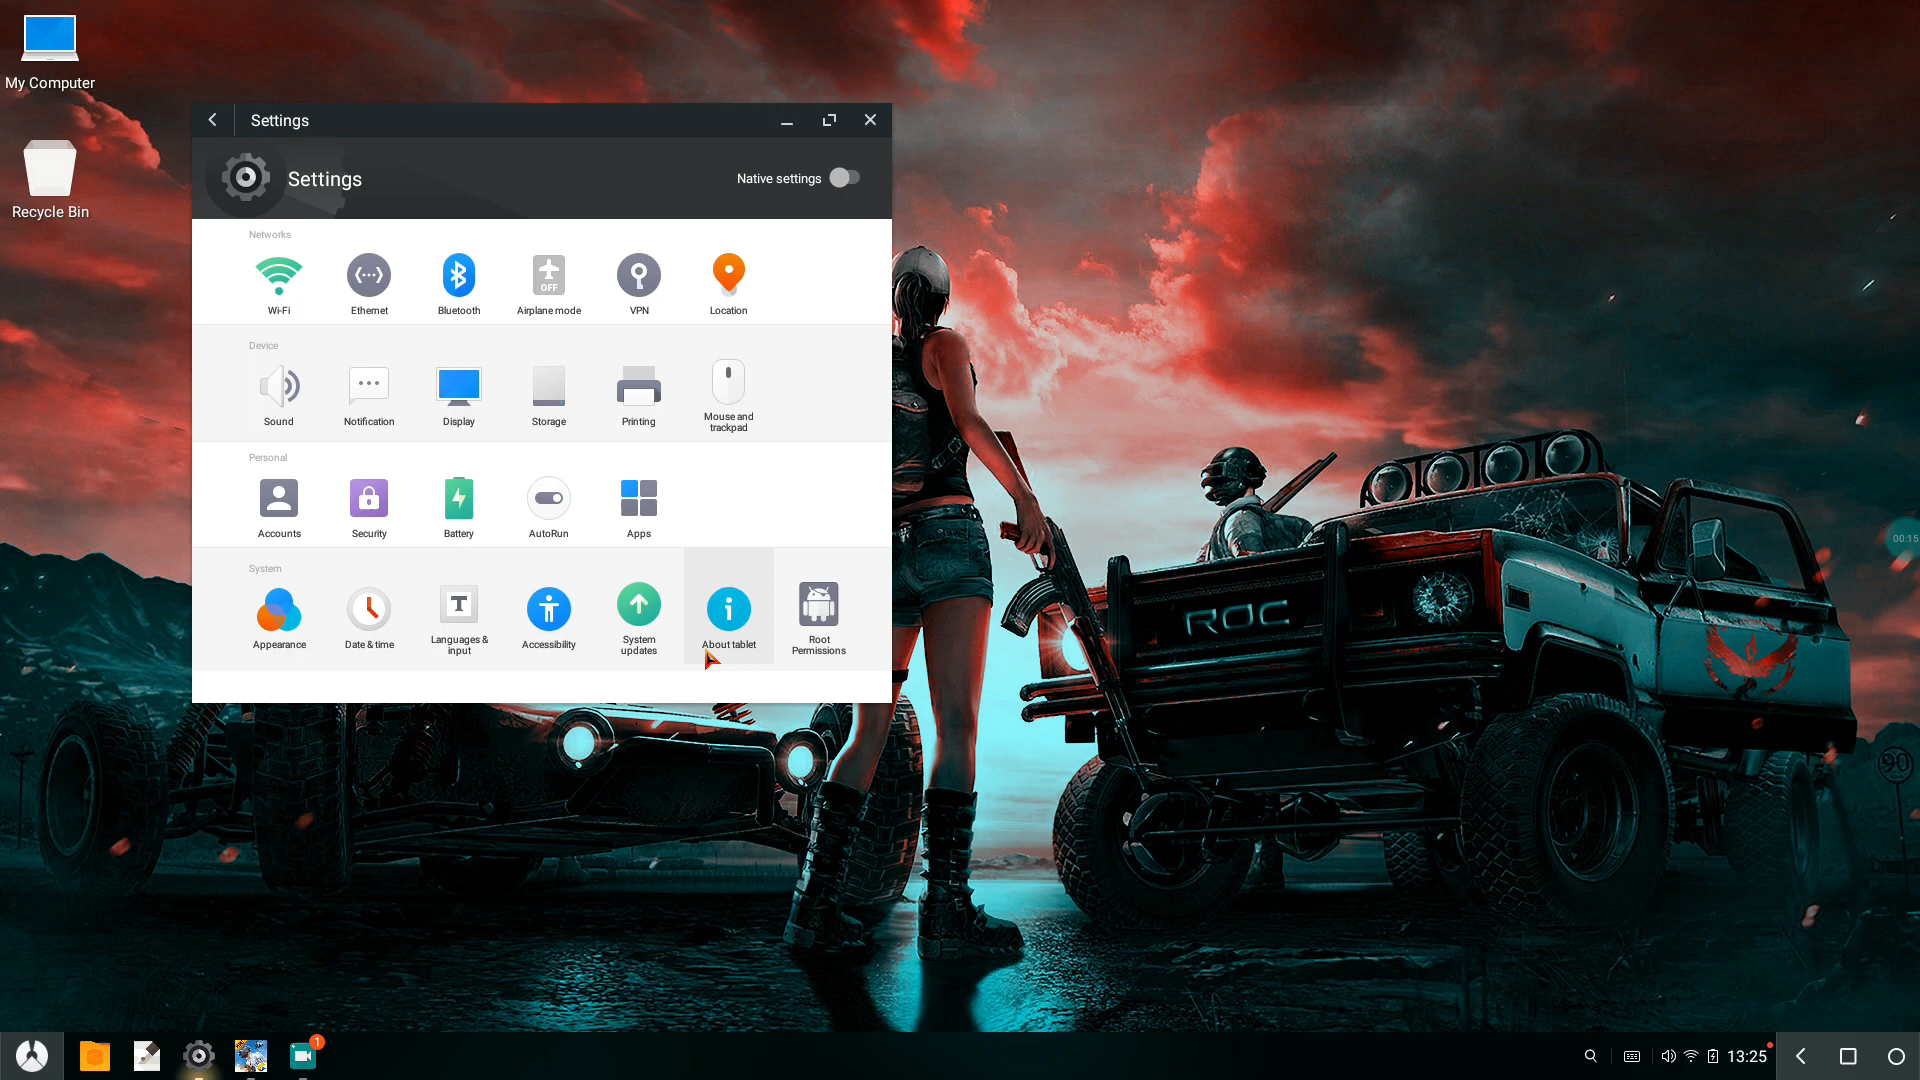 My Computer
Recycle Bin
Settings
Settings
Native settings
Networks
Wi-Fi
Ethernet
Bluetooth
OFF
Airplane mode
VPN
Location
Device
Sound
Notification
Display
Storage
Printing
Mouse and
trackpad
Personal
Accounts
Security
Battery
AutoRun
Apps
System
Appearance
Date & time
T
Languages &
input
Accessibility
System
updates
i
About tablet
Root
Permissions
ROC
00:15
90
1
13:25